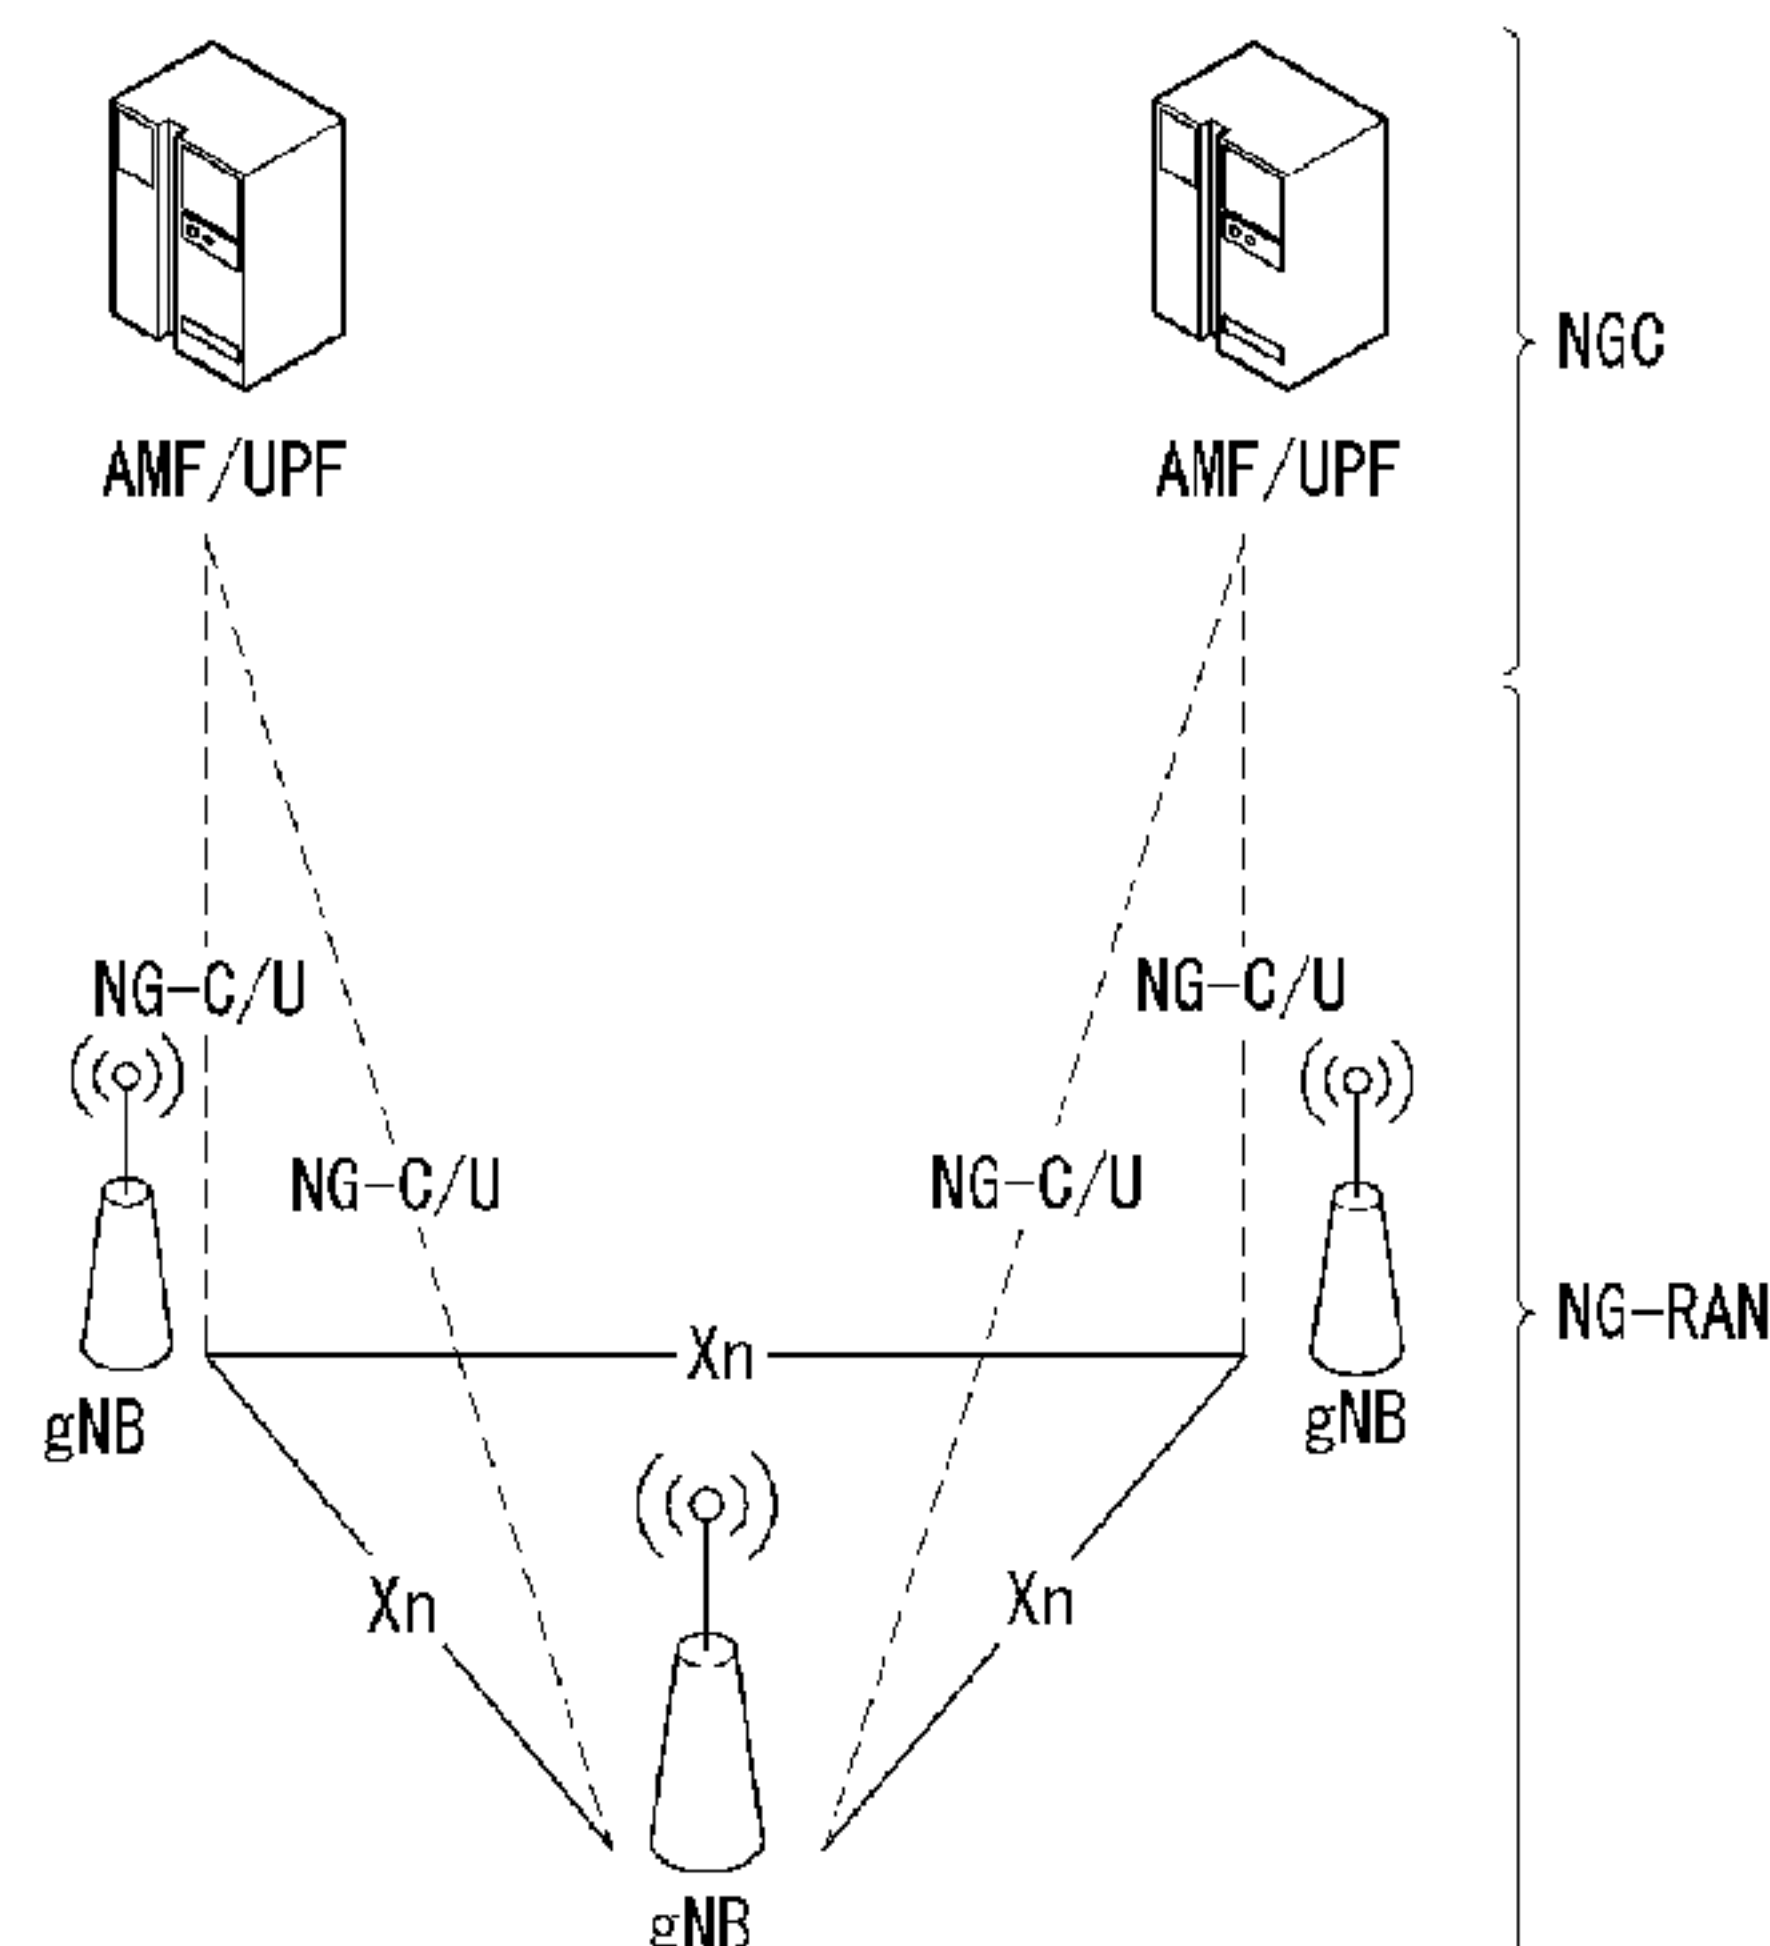 NGC
AMF/UPF
AMF/UPF
NG-C/U
NG-C/U
NG-C/U
NG-C/U
NG-RAN
Xn
gNB
gNB
Xn
Xn
gNB